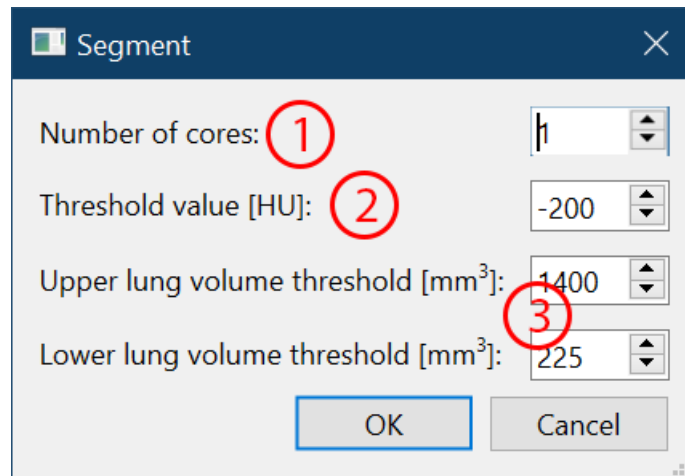 Segment
Number of cores: 1 1
Threshold value [HU]: 2 -200
Upper lung volume threshold [mm³]: 1400
3
Lower lung volume threshold [mm³]: 225
OK Cancel